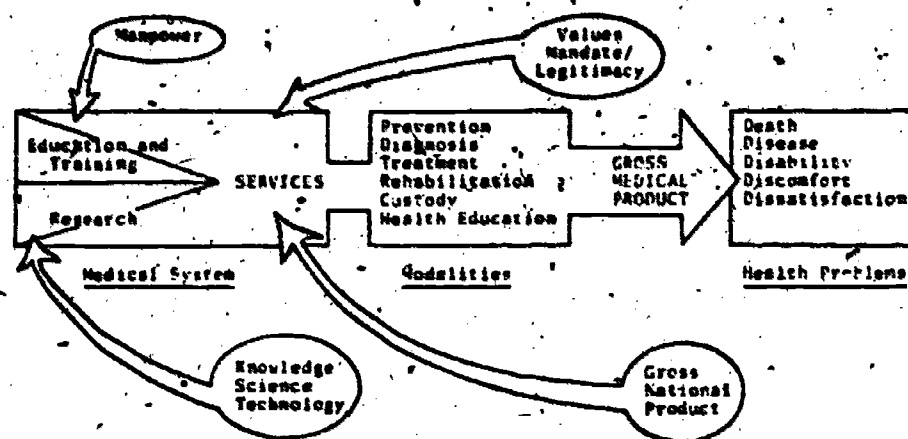 Manpower
Values
Mandate/
Legitimacy
Education and
Training
Research
SERVICES
Prevention
Diagnosis
Treatment
Rehabilitation
Custody
Health Education
GROSS
MEDICAL
PRODUCT
Death
Disease
Disability
Discomfort
Dissatisfaction
Medical System
Modalities
Health Problems
Knowledge
Science
Technology
Gross
National
Product